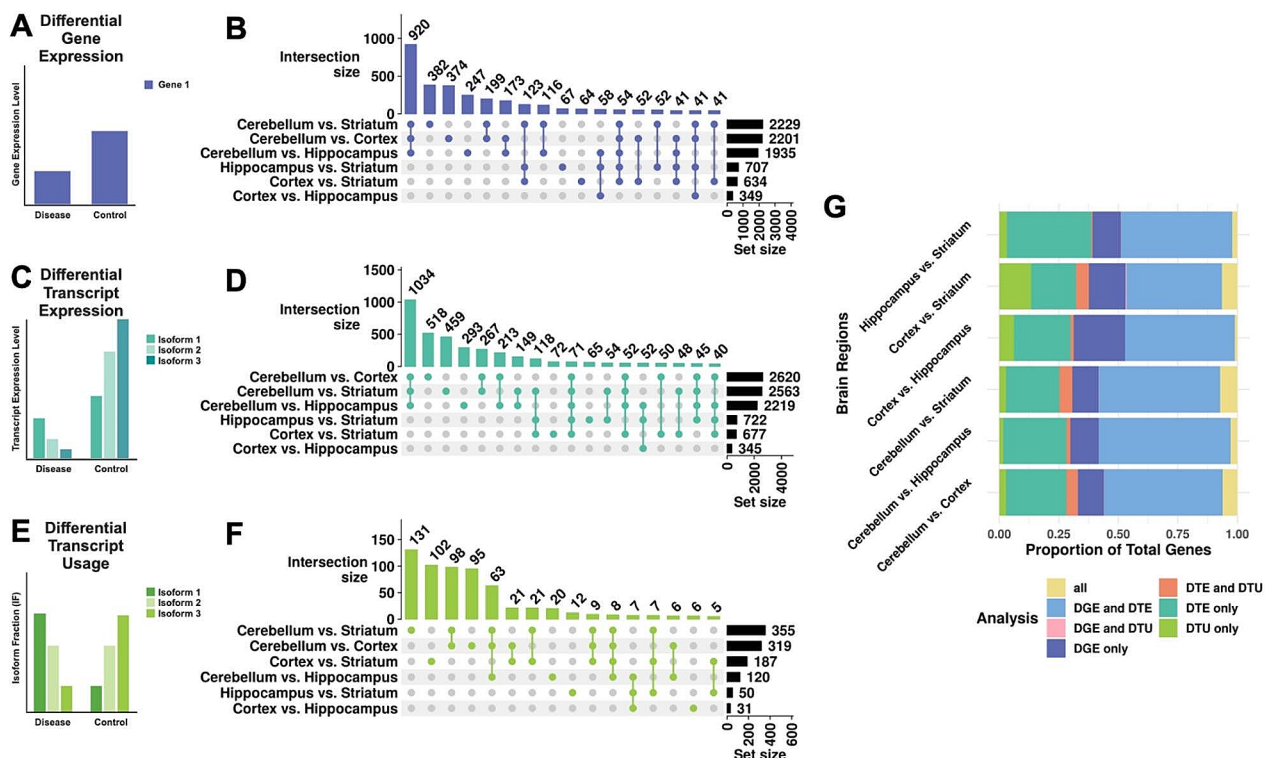 A
Differential
Gene
Expression
Gene Expression Level
Gene 1
Disease
Control
B
Intersection
size
1000
500
0
920
382
374
247
199
173
123
116
67
64
58
54
52
52
41
41
41
Cerebellum vs. Striatum
Cerebellum vs. Cortex
Cerebellum vs. Hippocampus
Hippocampus vs. Striatum
Cortex vs. Striatum
Cortex vs. Hippocampus
2229
2201
1935
707
634
349
0
1000
2000
3000
4000
Set size
C
Differential
Transcript
Expression
Transcript Expression Level
Isoform 1
Isoform 2
Isoform 3
Disease
Control
D
Intersection
size
1500
1000
500
0
1034
518
459
293
267
213
149
118
72
71
65
54
52
52
50
48
45
40
Cerebellum vs. Cortex
Cerebellum vs. Striatum
Cerebellum vs. Hippocampus
Hippocampus vs. Striatum
Cortex vs. Striatum
Cortex vs. Hippocampus
2620
2563
2219
722
677
345
0
2000
4000
Set size
E
Differential
Transcript
Usage
Isoform Fraction (IF)
Isoform 1
Isoform 2
Isoform 3
Disease
Control
F
Intersection
size
150
100
50
0
131
102
98
95
63
21
21
20
12
9
8
7
7
6
6
5
Cerebellum vs. Striatum
Cerebellum vs. Cortex
Cortex vs. Striatum
Cerebellum vs. Hippocampus
Hippocampus vs. Striatum
Cortex vs. Hippocampus
355
319
187
120
50
31
0
200
400
600
Set size
G
Brain Regions
Hippocampus vs. Striatum
Cortex vs. Striatum
Cortex vs. Hippocampus
Cerebellum vs. Striatum
Cerebellum vs. Hippocampus
Cerebellum vs. Cortex
0.00
0.25
0.50
0.75
1.00
Proportion of Total Genes
Analysis
all
DGE and DTE
DGE and DTU
DGE only
DTE and DTU
DTE only
DTU only